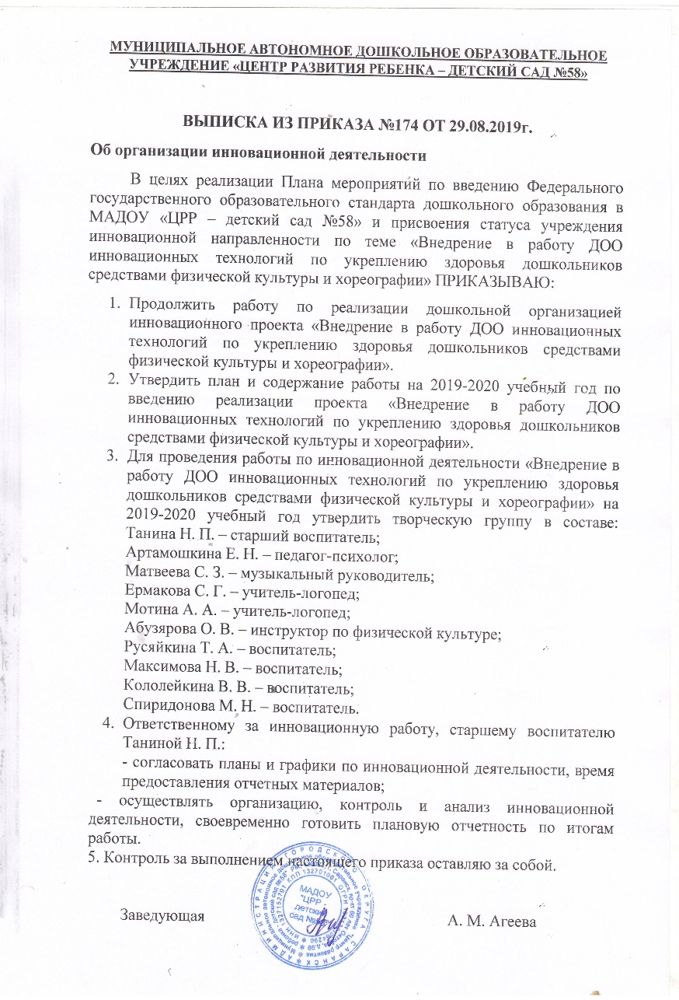 МУНИЦИПАЛЬНОЕ АВТОНОМНОЕ ДОШКОЛЬНОЕ ОБРАЗОВАТЕЛЬНОЕ
УЧРЕЖДЕНИЕ «ЦЕНТР РАЗВИТИЯ РЕБЕНКА – ДЕТСКИЙ САД №58»
ВЫПИСКА ИЗ ПРИКАЗА №174 ОТ 29.08.2019г.
Об организации инновационной деятельности
В целях реализации Плана мероприятий по введению Федерального
государственного образовательного стандарта дошкольного образования в
МАДОУ «ЦРР – детский сад №58» и присвоения статуса учреждения
инновационной направленности по теме «Внедрение в работу ДОО
инновационных технологий по укреплению здоровья дошкольников
средствами физической культуры и хореографии» ПРИКАЗЫВАЮ:
1. Продолжить работу по реализации дошкольной организацией
инновационного проекта «Внедрение в работу ДОО инновационных
технологий по укреплению здоровья дошкольников средствами
физической культуры и хореографии».
2. Утвердить план и содержание работы на 2019-2020 учебный год по
введению реализации проекта «Внедрение в работу ДОО
инновационных технологий по укреплению здоровья дошкольников
средствами физической культуры и хореографии».
3. Для проведения работы по инновационной деятельности «Внедрение в
работу ДОО инновационных технологий по укреплению здоровья
дошкольников средствами физической культуры и хореографии» на
2019-2020 учебный год утвердить творческую группу в составе:
Танина Н. П. – старший воспитатель;
Артамошкина Е. Н. – педагог-психолог;
Матвеева С. З. – музыкальный руководитель;
Ермакова С. Г. – учитель-логопед;
Мотина А. А. – учитель-логопед;
Абузярова О. В. – инструктор по физической культуре;
Русяйкина Т. А. – воспитатель;
Максимова Н. В. – воспитатель;
Кололейкина В. В. – воспитатель;
Спиридонова М. Н. – воспитатель.
4. Ответственному за инновационную работу, старшему воспитателю
Таниной Н. П.:
- согласовать планы и графики по инновационной деятельности, время
предоставления отчетных материалов;
- осуществлять организацию, контроль и анализ инновационной
деятельности, своевременно готовить плановую отчетность по итогам
работы.
5. Контроль за выполнением настоящего приказа оставляю за собой.
АДМИНИСТРАЦИЯ ГОРОДСКОГО ОКРУГА САРАНСК
МАДОУ
"ЦРР -
детский
сад №58"
Заведующая А. М. Агеева